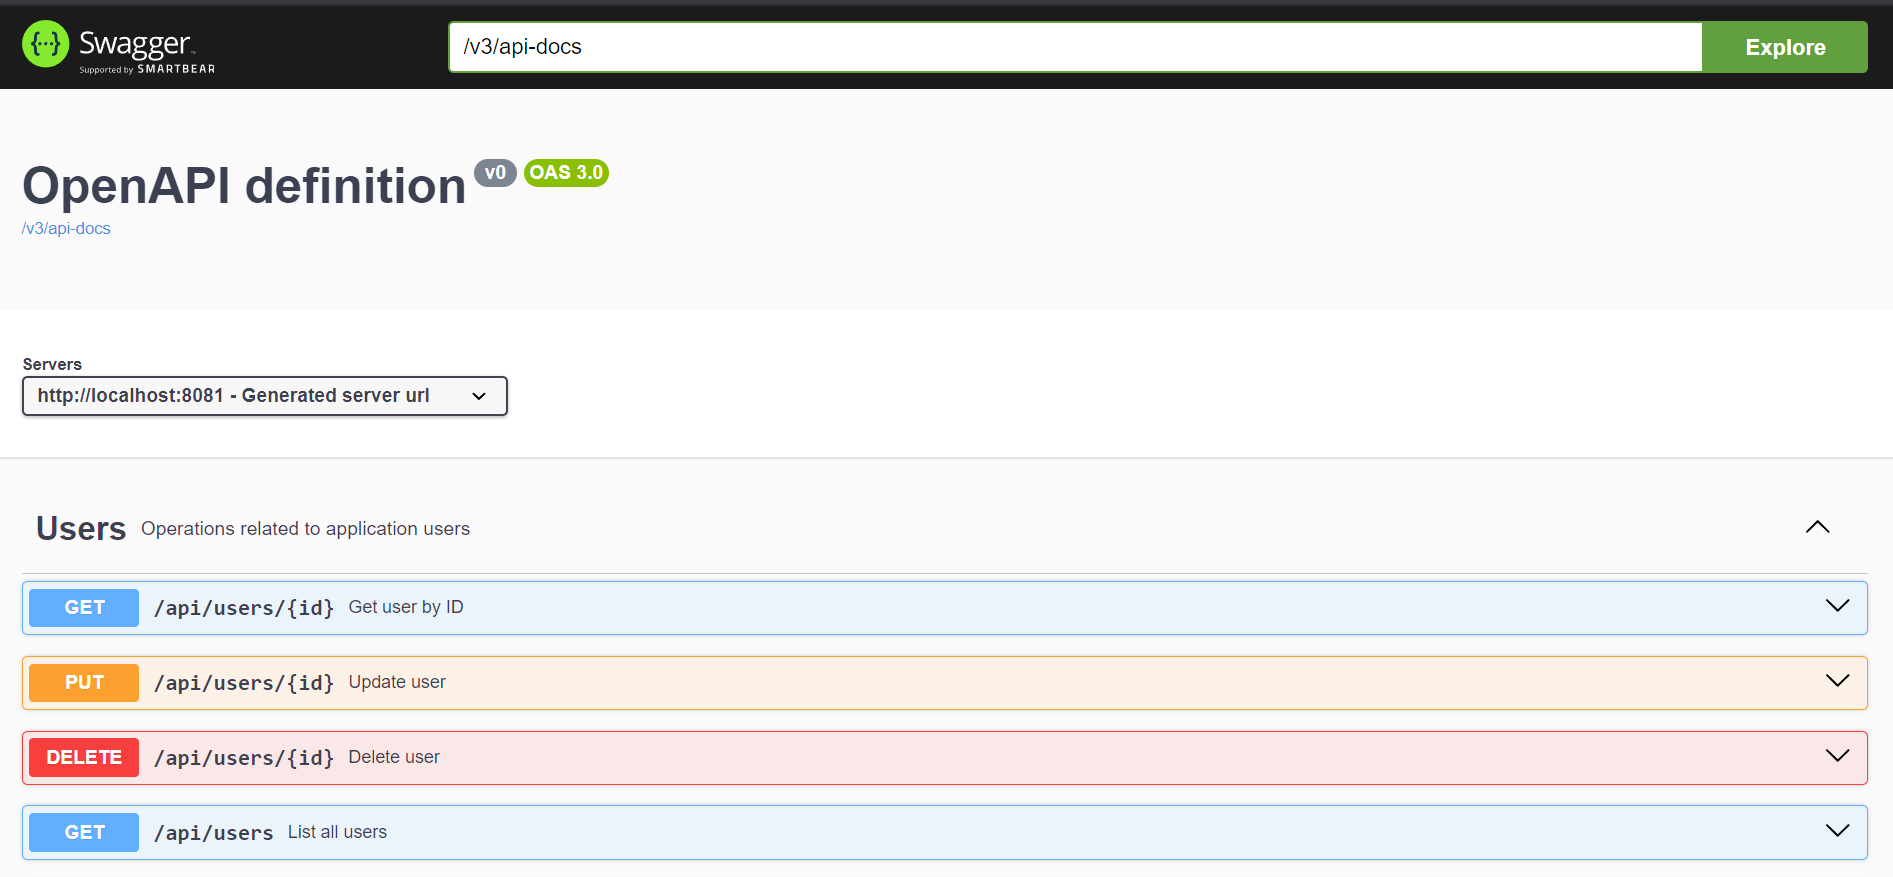 {···} Swagger™
Supported by SMARTBEAR
/v3/api-docs
Explore
OpenAPI definition v0 OAS 3.0
/v3/api-docs
Servers
http://localhost:8081 - Generated server url
Users Operations related to application users
GET /api/users/{id} Get user by ID
PUT /api/users/{id} Update user
DELETE /api/users/{id} Delete user
GET /api/users List all users